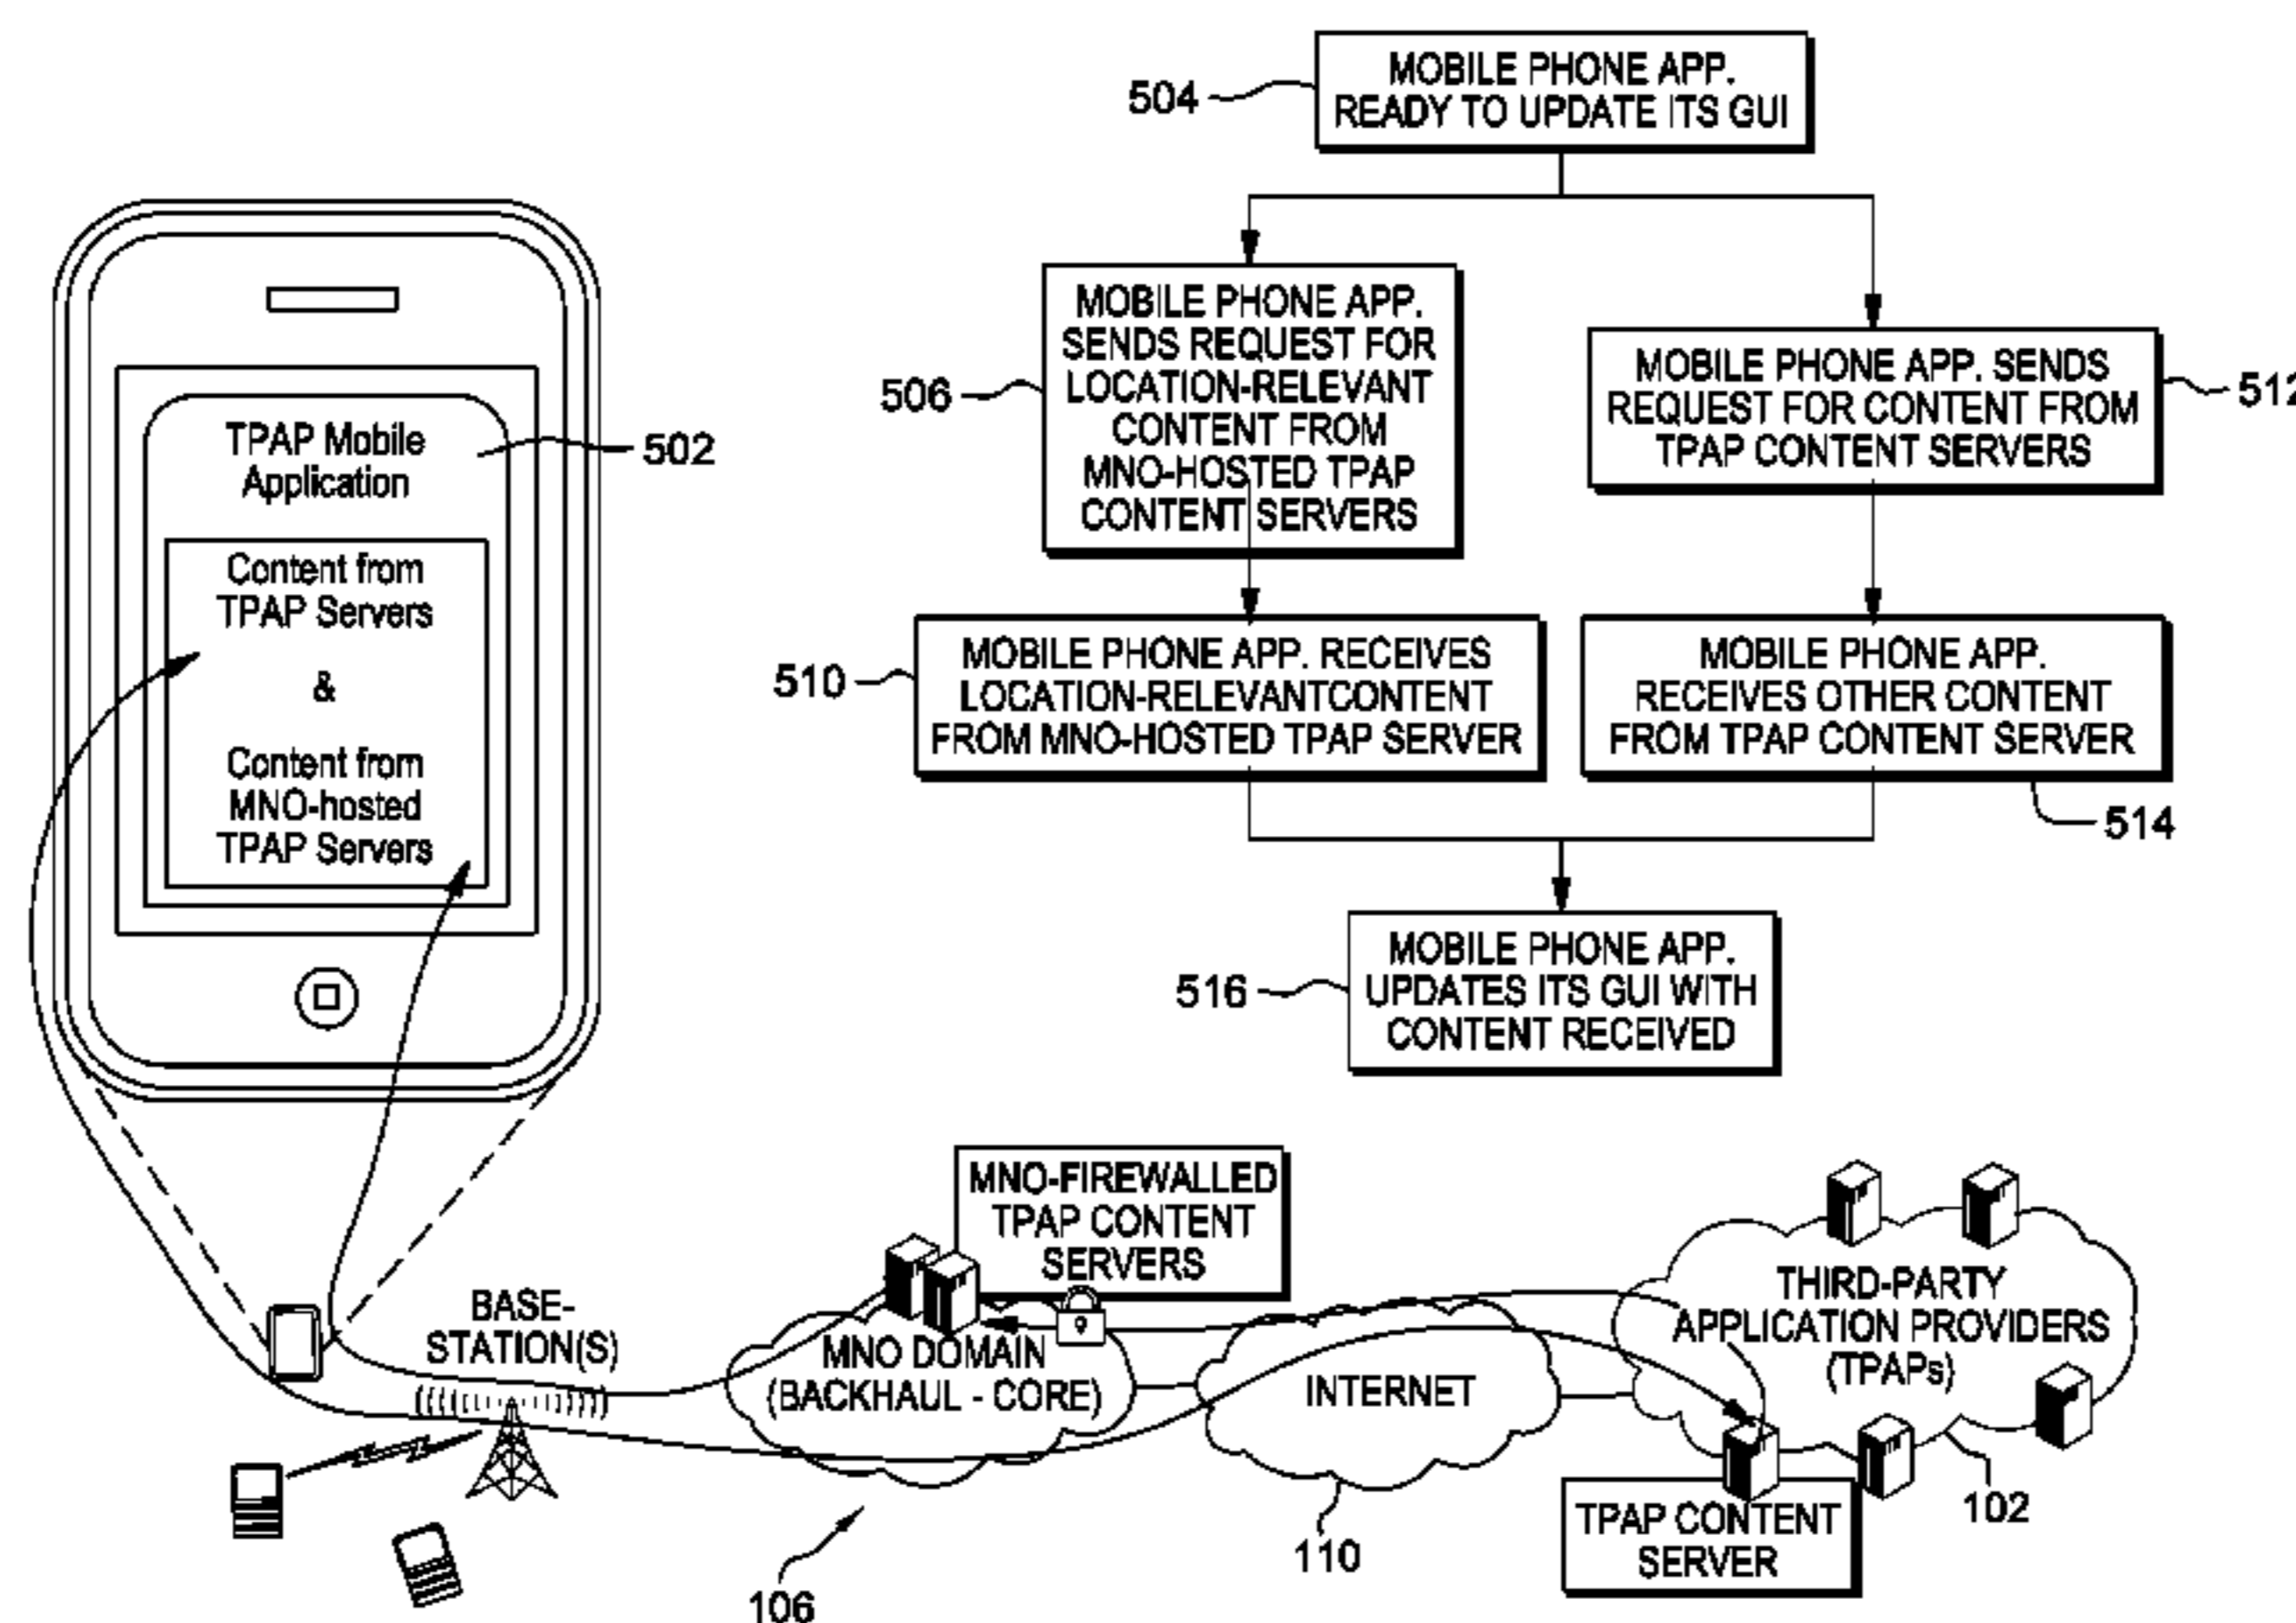 MOBILE PHONE APP.
READY TO UPDATE ITS GUI
504
MOBILE PHONE APP.
SENDS REQUEST FOR
LOCATION-RELEVANT
CONTENT FROM
MNO-HOSTED TPAP
CONTENT SERVERS
506
MOBILE PHONE APP. SENDS
REQUEST FOR CONTENT FROM
TPAP CONTENT SERVERS
512
TPAP Mobile
Application
502
Content from
TPAP Servers
&
Content from
MNO-hosted
TPAP Servers
510
MOBILE PHONE APP. RECEIVES
LOCATION-RELEVANTCONTENT
FROM MNO-HOSTED TPAP SERVER
MOBILE PHONE APP.
RECEIVES OTHER CONTENT
FROM TPAP CONTENT SERVER
514
516
MOBILE PHONE APP.
UPDATES ITS GUI WITH
CONTENT RECEIVED
MNO-FIREWALLED
TPAP CONTENT
SERVERS
BASE-
STATION(S)
MNO DOMAIN
(BACKHAUL - CORE)
INTERNET
THIRD-PARTY
APPLICATION PROVIDERS
(TPAPs)
TPAP CONTENT
SERVER
102
110
106